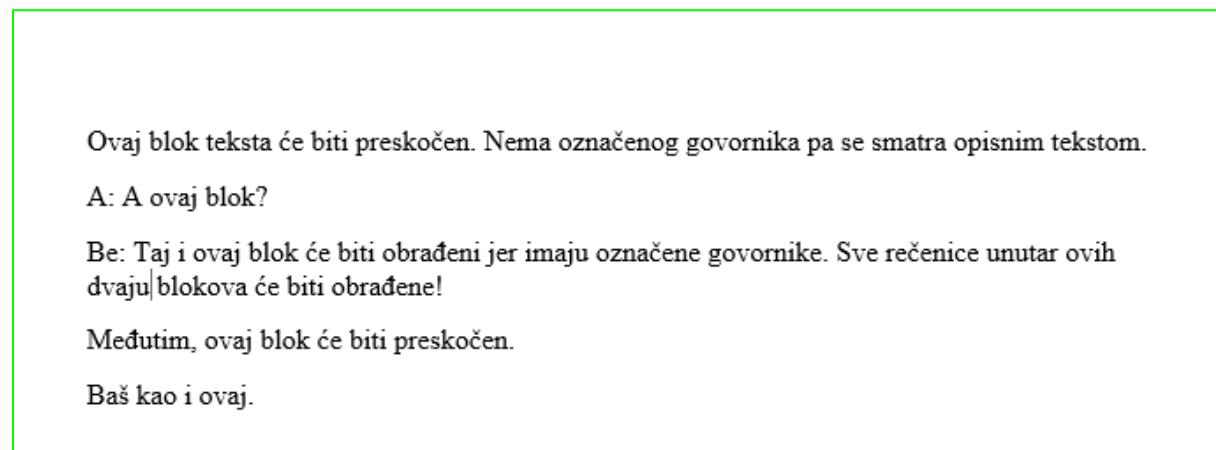 Ovaj blok teksta će biti preskočen. Nema označenog govornika pa se smatra opisnim tekstom.
A: A ovaj blok?
Be: Taj i ovaj blok će biti obrađeni jer imaju označene govornike. Sve rečenice unutar ovih
dvaju blokova će biti obrađene!
Međutim, ovaj blok će biti preskočen.
Baš kao i ovaj.